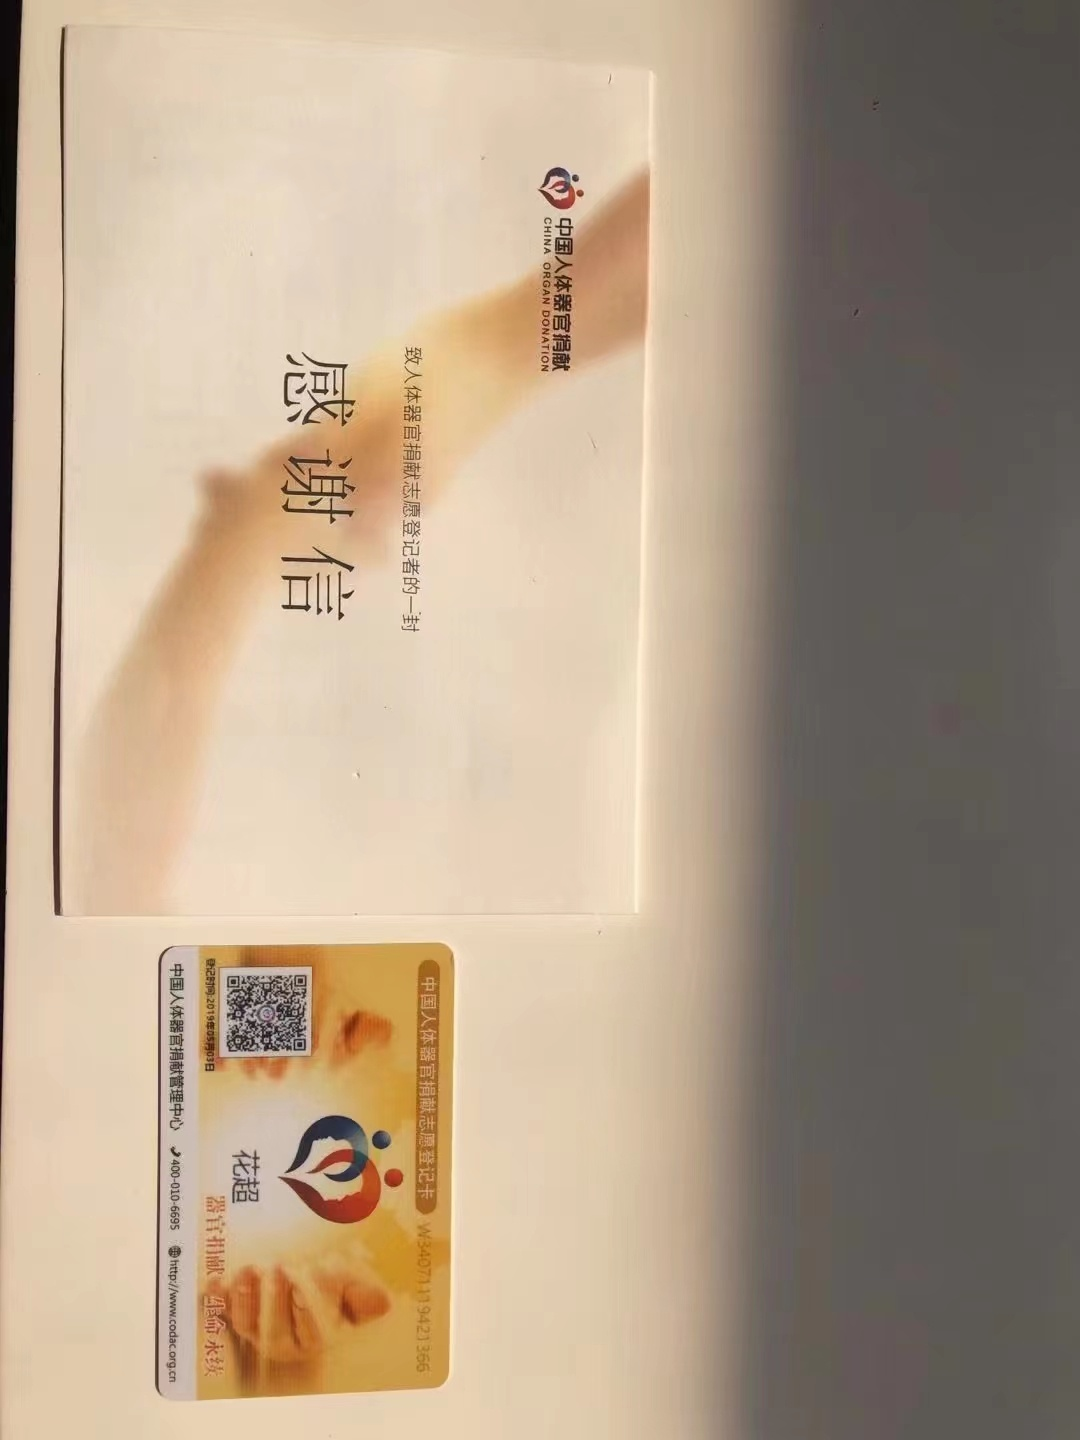 中国人体器官捐献
CHINA ORGAN DONATION
致人体器官捐献志愿登记者的一封
感谢信
中国人体器官捐献志愿登记卡
W34071119421366
花超
登记时间:2019年05月03日
器官捐献 生命永续
中国人体器官捐献管理中心 400-010-6695 http://www.codac.org.cn